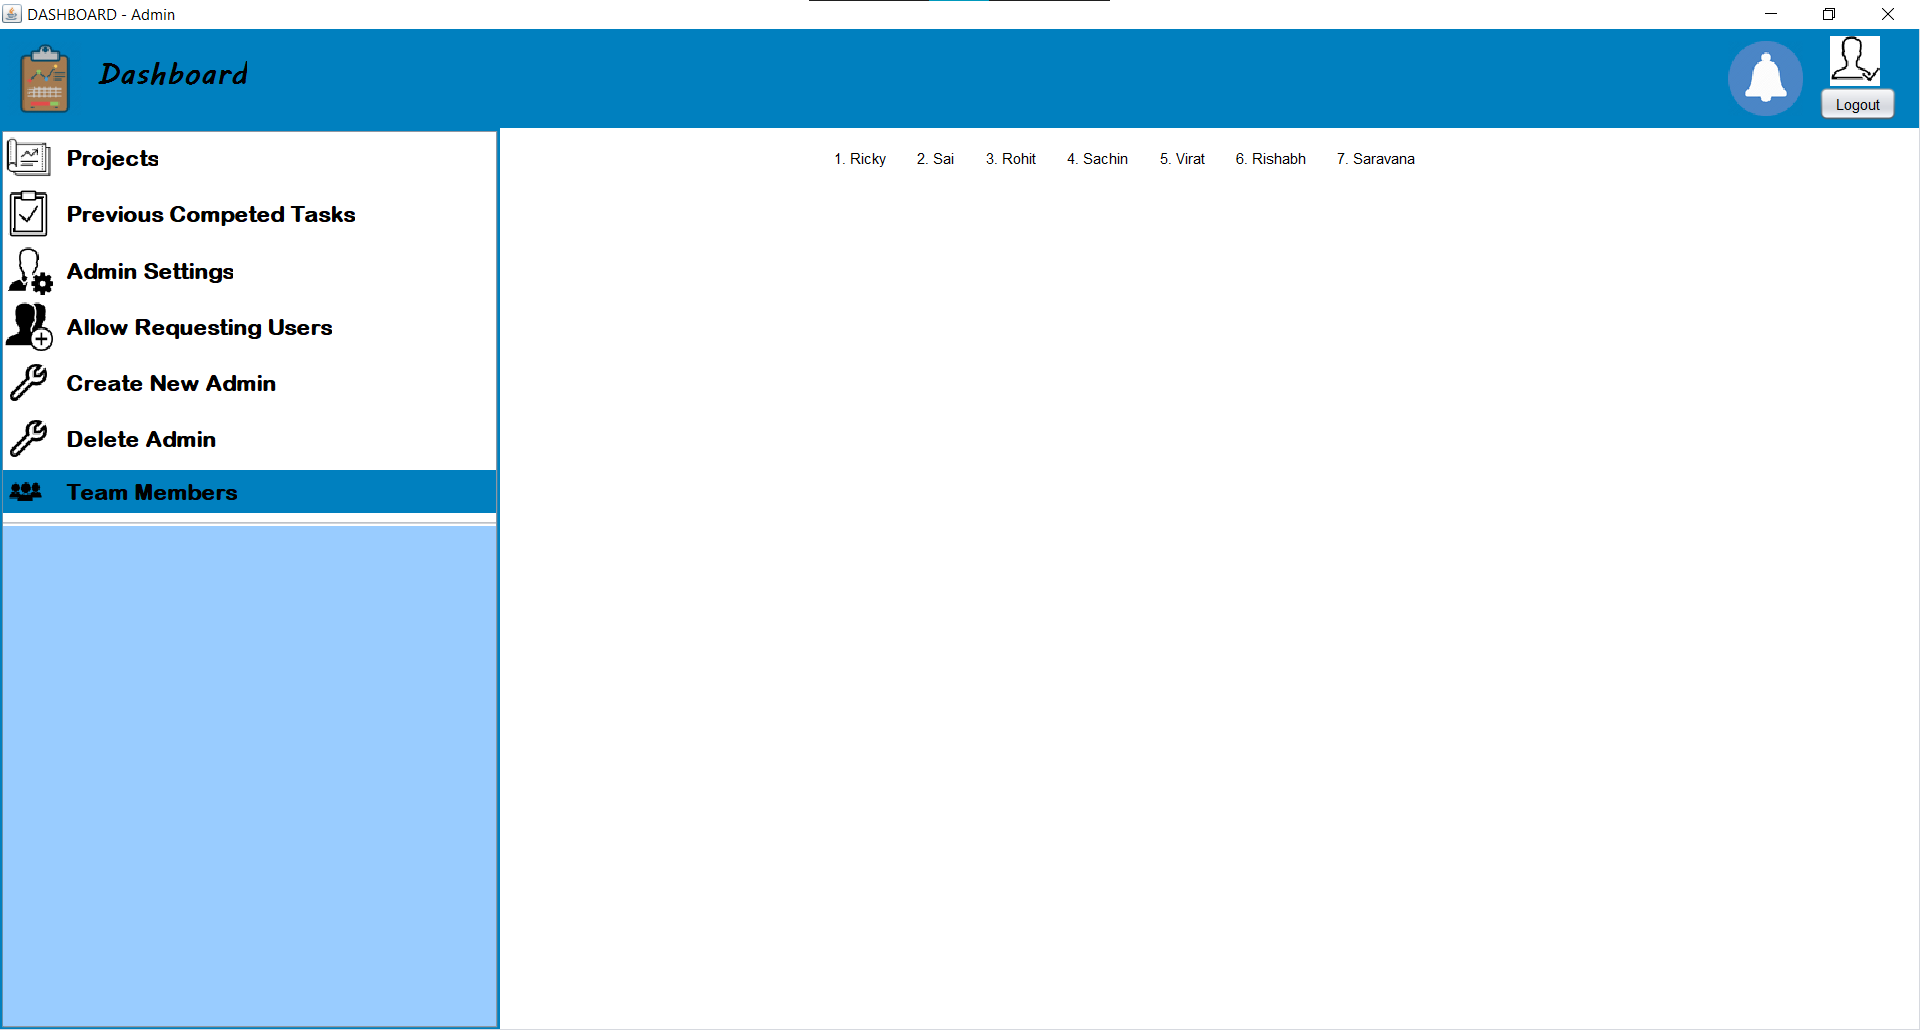 DASHBOARD - Admin
Dashboard
Logout
Projects
1. Ricky 2. Sai 3. Rohit 4. Sachin 5. Virat 6. Rishabh 7. Saravana
Previous Competed Tasks
Admin Settings
Allow Requesting Users
Create New Admin
Delete Admin
Team Members